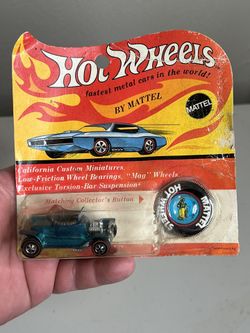 Hot Wheels
fastest metal cars in the world!
BY MATTEL
MATTEL
California Custom Miniatures
Low-Friction Wheel Bearings, "Mag" Wheels
Exclusive Torsion-Bar Suspension
Matching Collector's Button
HOT WHEELS
MATTEL